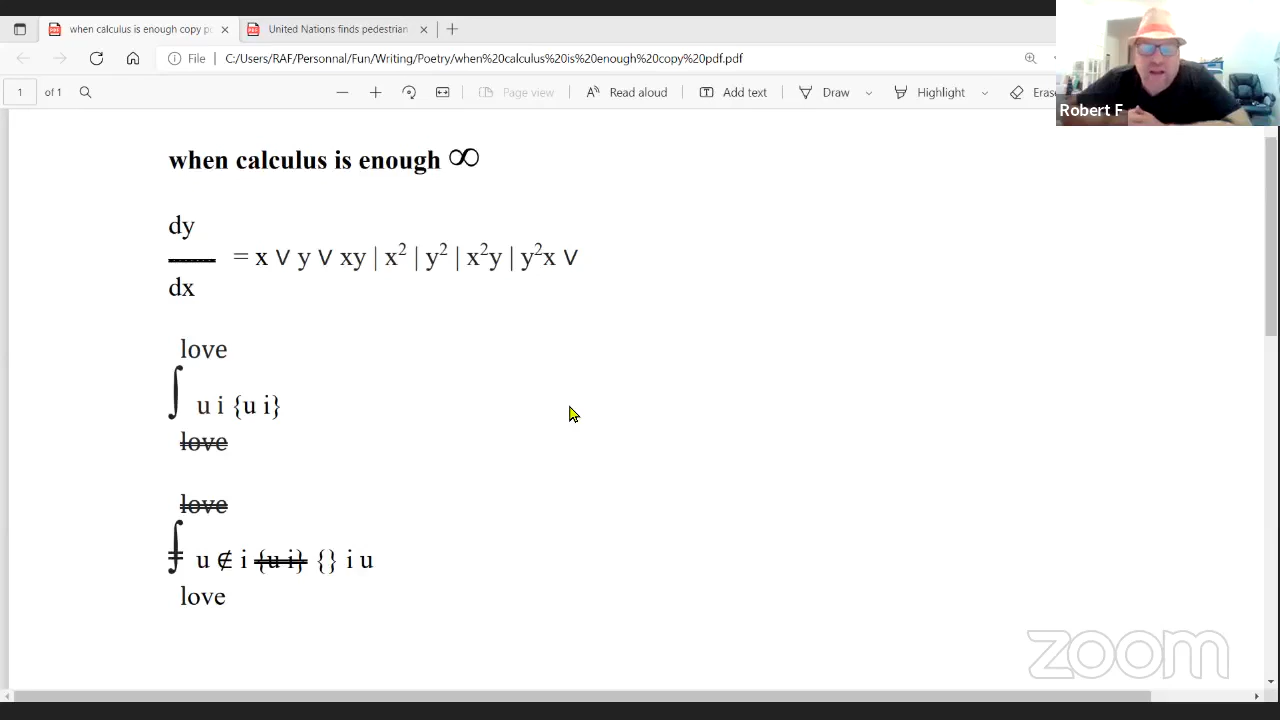 when calculus is enough copy pd
United Nations finds pedestrian
File
C:/Users/RAF/Personnal/Fun/Writing/Poetry/when%20calculus%20is%20enough%20copy%20pdf.pdf
1 of 1
Page view
Read aloud
Add text
Draw
Highlight
Eras
Robert F
when calculus is enough ∞
dy
= x ∨ y ∨ xy | x² | y² | x²y | y²x ∨
dx
love
∫ u i {u i}
love
love
∫ u ∉ i {u i} {} i u
love
zoom